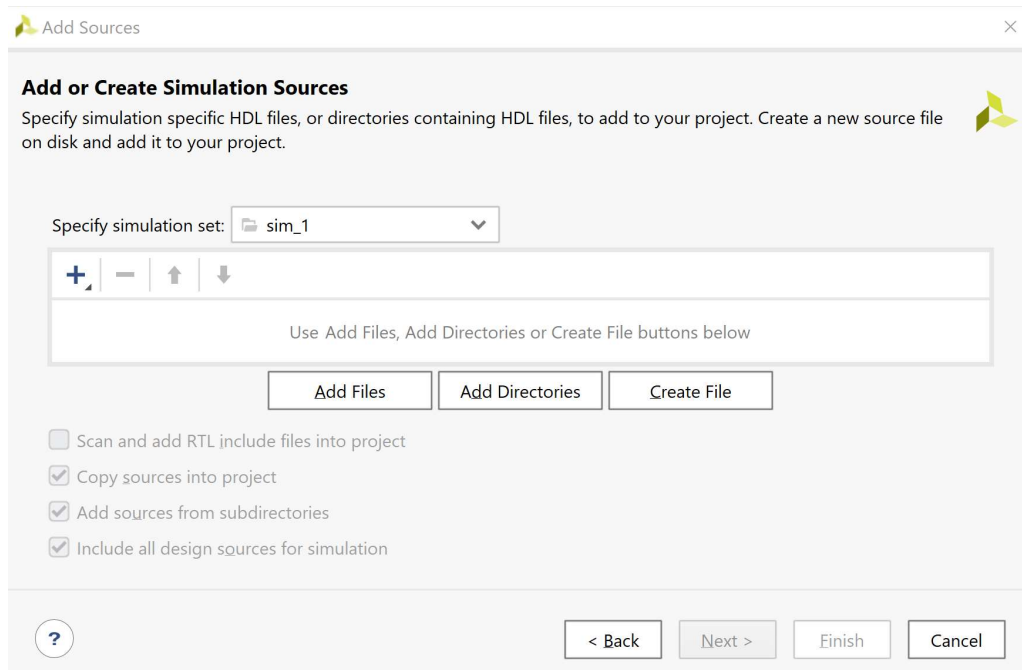 Add Sources
Add or Create Simulation Sources
Specify simulation specific HDL files, or directories containing HDL files, to add to your project. Create a new source file
on disk and add it to your project.
Specify simulation set: sim_1
Use Add Files, Add Directories or Create File buttons below
Add Files Add Directories Create File
Scan and add RTL include files into project
Copy sources into project
Add sources from subdirectories
Include all design sources for simulation
? < Back Next > Finish Cancel